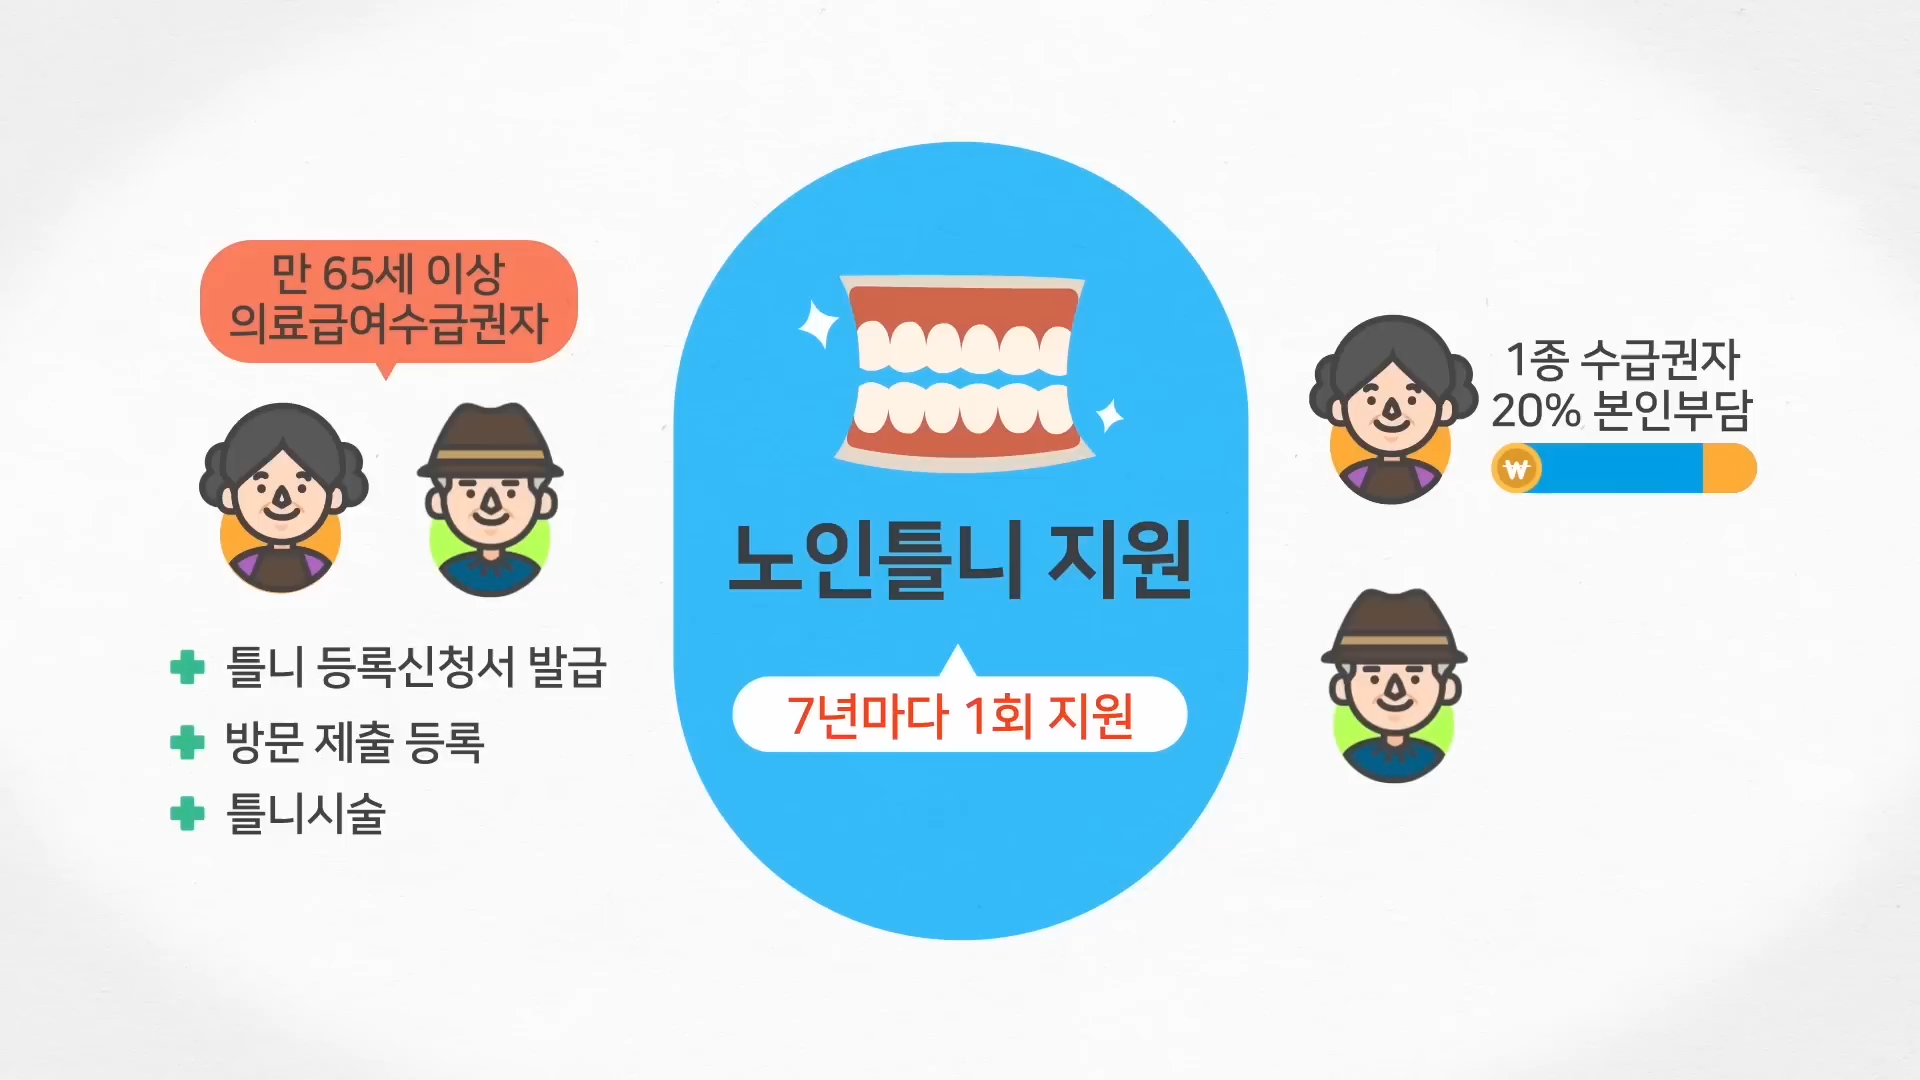 만 65세 이상
의료급여수급권자
틀니 등록신청서 발급
방문 제출 등록
틀니시술
노인틀니 지원
7년마다 1회 지원
1종 수급권자
20% 본인부담
₩